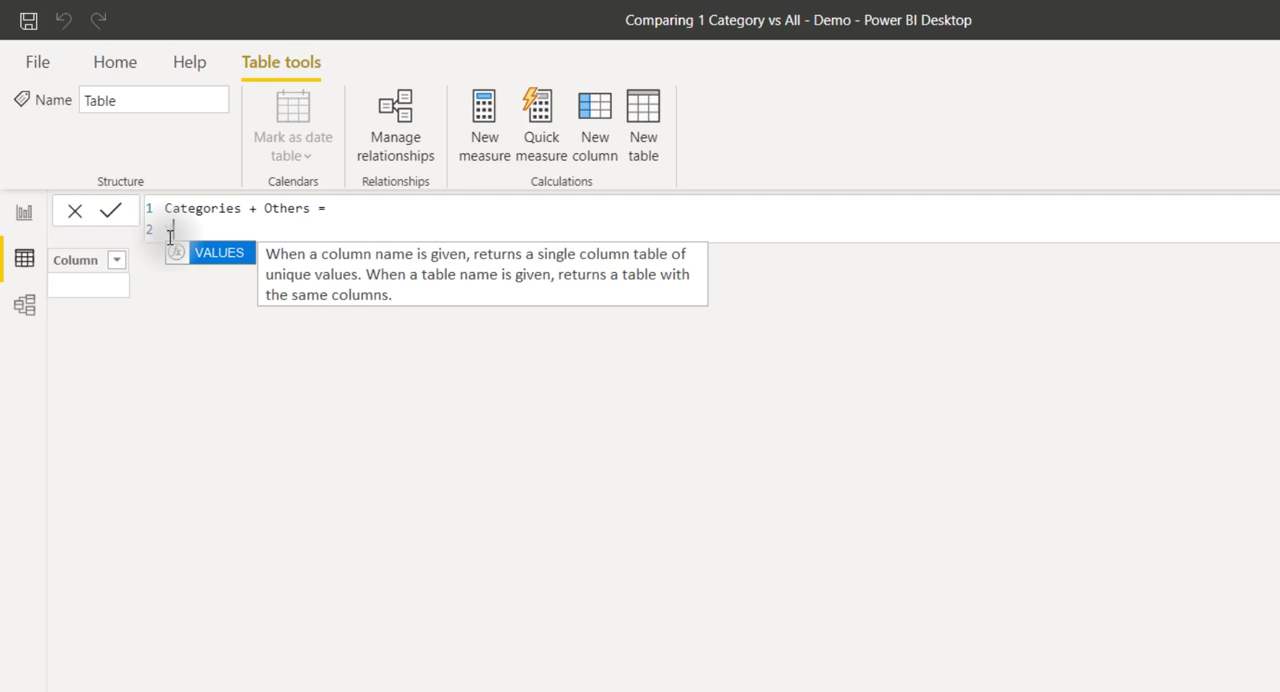 Comparing 1 Category vs All - Demo - Power BI Desktop
File Home Help Table tools
Name Table
Mark as date table
Manage relationships
New measure
Quick measure
New column
New table
Structure Calendars Relationships Calculations
1 Categories + Others =
2
VALUES
When a column name is given, returns a single column table of
unique values. When a table name is given, returns a table with
the same columns.
Column